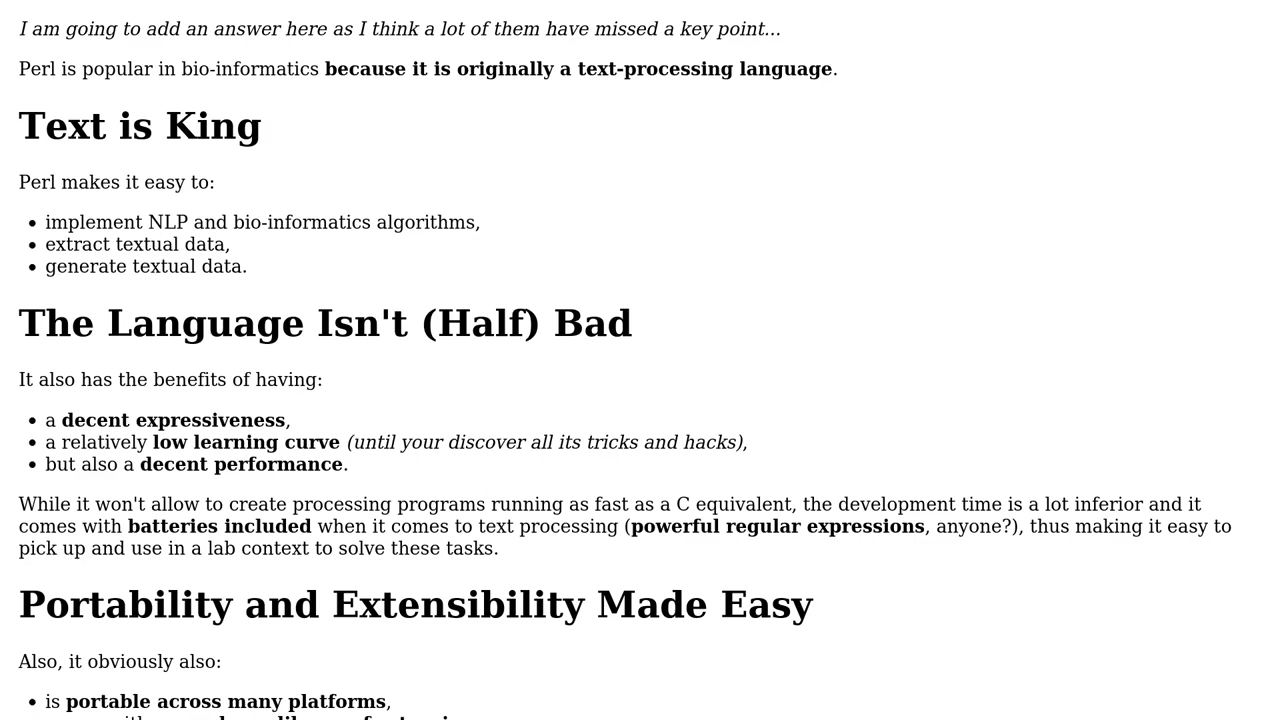 I am going to add an answer here as I think a lot of them have missed a key point...
Perl is popular in bio-informatics because it is originally a text-processing language.
Text is King
Perl makes it easy to:
• implement NLP and bio-informatics algorithms,
• extract textual data,
• generate textual data.
The Language Isn't (Half) Bad
It also has the benefits of having:
• a decent expressiveness,
• a relatively low learning curve (until your discover all its tricks and hacks),
• but also a decent performance.
While it won't allow to create processing programs running as fast as a C equivalent, the development time is a lot inferior and it
comes with batteries included when it comes to text processing (powerful regular expressions, anyone?), thus making it easy to
pick up and use in a lab context to solve these tasks.
Portability and Extensibility Made Easy
Also, it obviously also:
• is portable across many platforms,